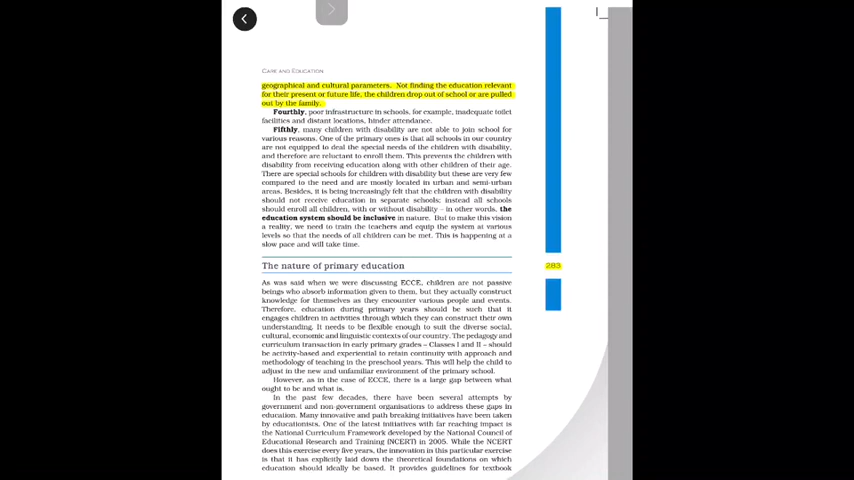 CARE AND EDUCATION
geographical and cultural parameters. Not finding the education relevant
for their present or future life, the children drop out of school or are pulled
out by the family.
Fourthly, poor infrastructure in schools, for example, inadequate toilet
facilities and distant locations, hinder attendance.
Fifthly, many children with disability are not able to join school for
various reasons. One of the primary ones is that all schools in our country
are not equipped to deal the special needs of the children with disability,
and therefore are reluctant to enroll them. This prevents the children with
disability from receiving education along with other children of their age.
There are special schools for children with disability but these are very few
compared to the need and are mostly located in urban and semi-urban
areas. Besides, it is being increasingly felt that the children with disability
should not receive education in separate schools; instead all schools
should enroll all children, with or without disability – in other words, the
education system should be inclusive in nature. But to make this vision
a reality, we need to train the teachers and equip the system at various
levels so that the needs of all children can be met. This is happening at a
slow pace and will take time.
The nature of primary education
283
As was said when we were discussing ECCE, children are not passive
beings who absorb information given to them, but they actually construct
knowledge for themselves as they encounter various people and events.
Therefore, education during primary years should be such that it
engages children in activities through which they can construct their own
understanding. It needs to be flexible enough to suit the diverse social,
cultural, economic and linguistic contexts of our country. The pedagogy and
curriculum transaction in early primary grades – Classes I and II – should
be activity-based and experiential to retain continuity with approach and
methodology of teaching in the preschool years. This will help the child to
adjust in the new and unfamiliar environment of the primary school.
However, as in the case of ECCE, there is a large gap between what
ought to be and what is.
In the past few decades, there have been several attempts by
government and non-government organisations to address these gaps in
education. Many innovative and path breaking initiatives have been taken
by educationists. One of the latest initiatives with far reaching impact is
the National Curriculum Framework developed by the National Council of
Educational Research and Training (NCERT) in 2005. While the NCERT
does this exercise every five years, the innovation in this particular exercise
is that it has explicitly laid down the theoretical foundations on which
education should ideally be based. It provides guidelines for textbook